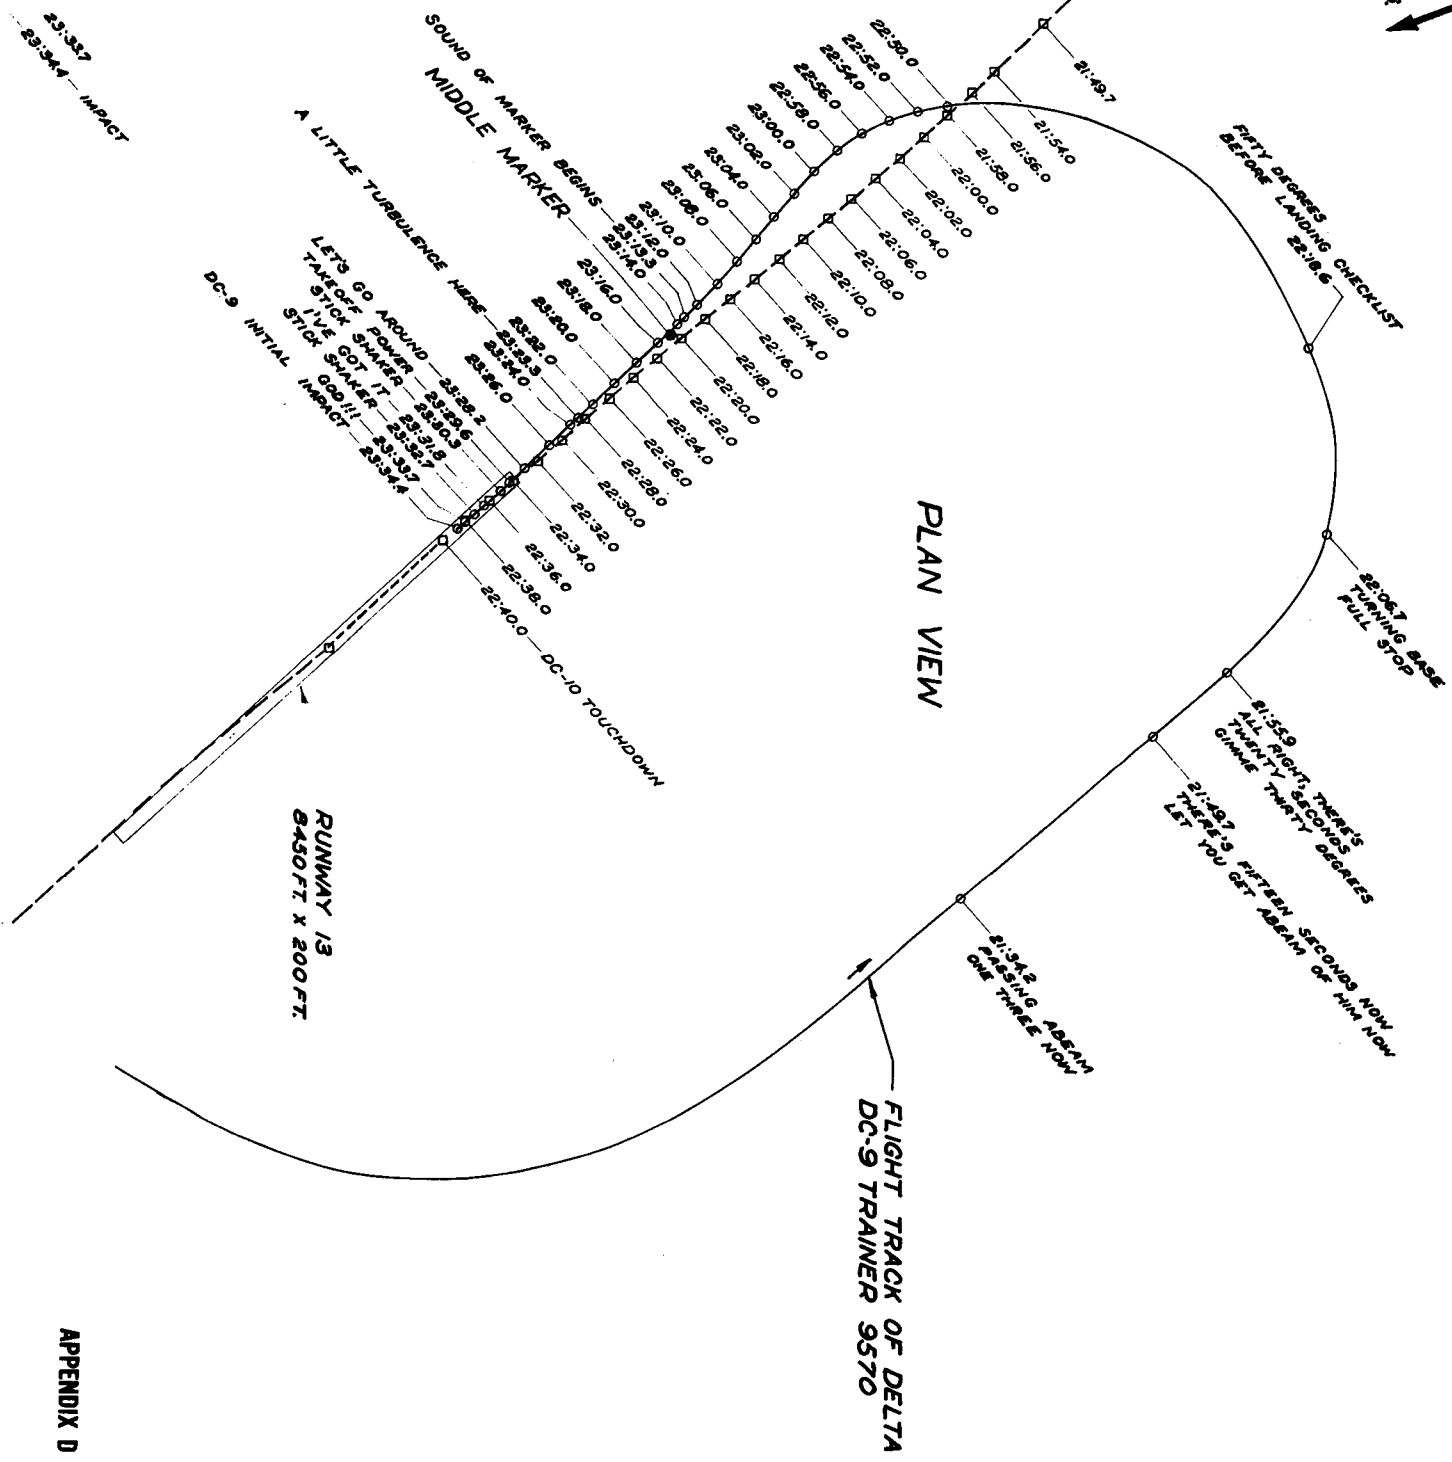 23:33.7
23:34.4 IMPACT
SOUND OF MARKER BEGINS
MIDDLE MARKER
A LITTLE TURBULENCE HERE
LET'S GO AROUND
TAKEOFF POWER
STICK SHAKER
I'VE GOT IT
STICK SHAKER
GOD!!!
DC-9 INITIAL IMPACT
22:50.0
22:52.0
22:54.0
22:56.0
22:58.0
23:00.0
23:02.0
23:04.0
23:06.0
23:08.0
23:10.0
23:12.0
23:13.3
23:14.0
23:16.0
23:18.0
23:20.0
23:22.0
23:23.3
23:24.0
23:26.0
23:28.2
23:29.6
23:30.3
23:31.8
23:32.7
23:33.7
23:34.4
21:49.7
21:54.0
21:56.0
21:58.0
22:00.0
22:02.0
22:04.0
22:06.0
22:08.0
22:10.0
22:12.0
22:14.0
22:16.0
22:18.0
22:20.0
22:22.0
22:24.0
22:26.0
22:28.0
22:30.0
22:32.0
22:34.0
22:36.0
22:38.0
22:40.0 DC-10 TOUCHDOWN
FIFTY DEGREES
BEFORE LANDING CHECKLIST
22:18.6
22:06.7
TURNING BASE
FULL STOP
21:55.9
ALL RIGHT, THERE'S
TWENTY SECONDS
GIMME THIRTY DEGREES
21:49.7
THERE'S FIFTEEN SECONDS NOW
LET YOU GET ABEAM OF HIM NOW
21:34.2
PASSING ABEAM
ONE THREE NOW
PLAN VIEW
RUNWAY 13
8450 FT. X 200 FT.
FLIGHT TRACK OF DELTA
DC-9 TRAINER 9570
APPENDIX D